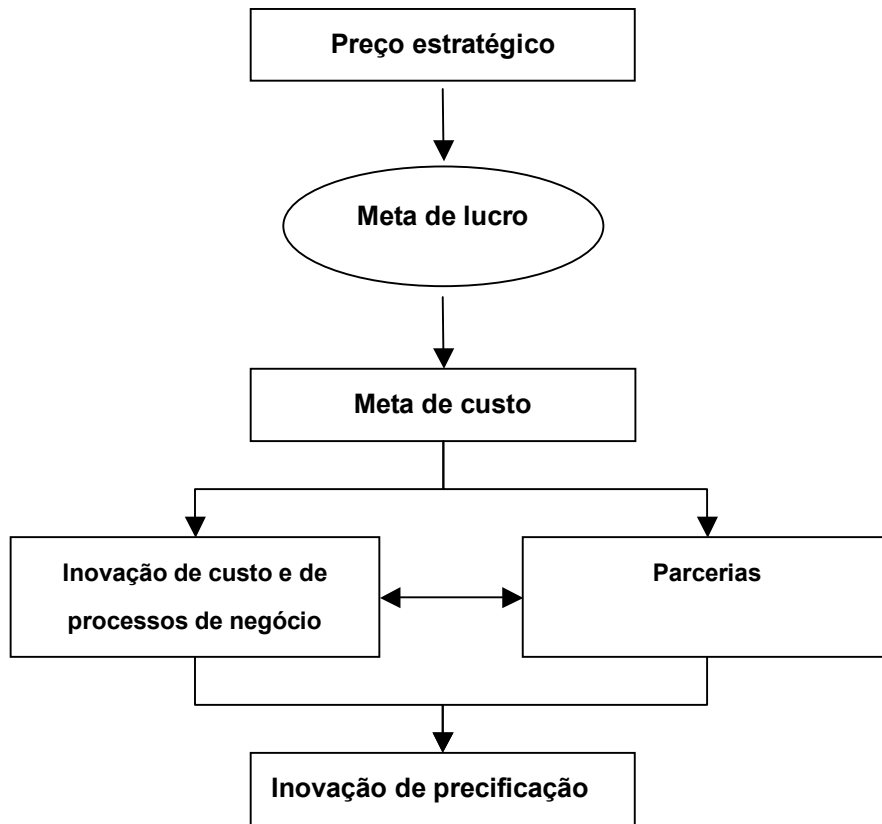 Preço estratégico
Meta de lucro
Meta de custo
Inovação de custo e de
processos de negócio
Parcerias
Inovação de precificação